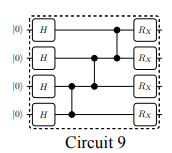 |0⟩ H R_X
|0⟩ H R_X
|0⟩ H R_X
|0⟩ H R_X
Circuit 9